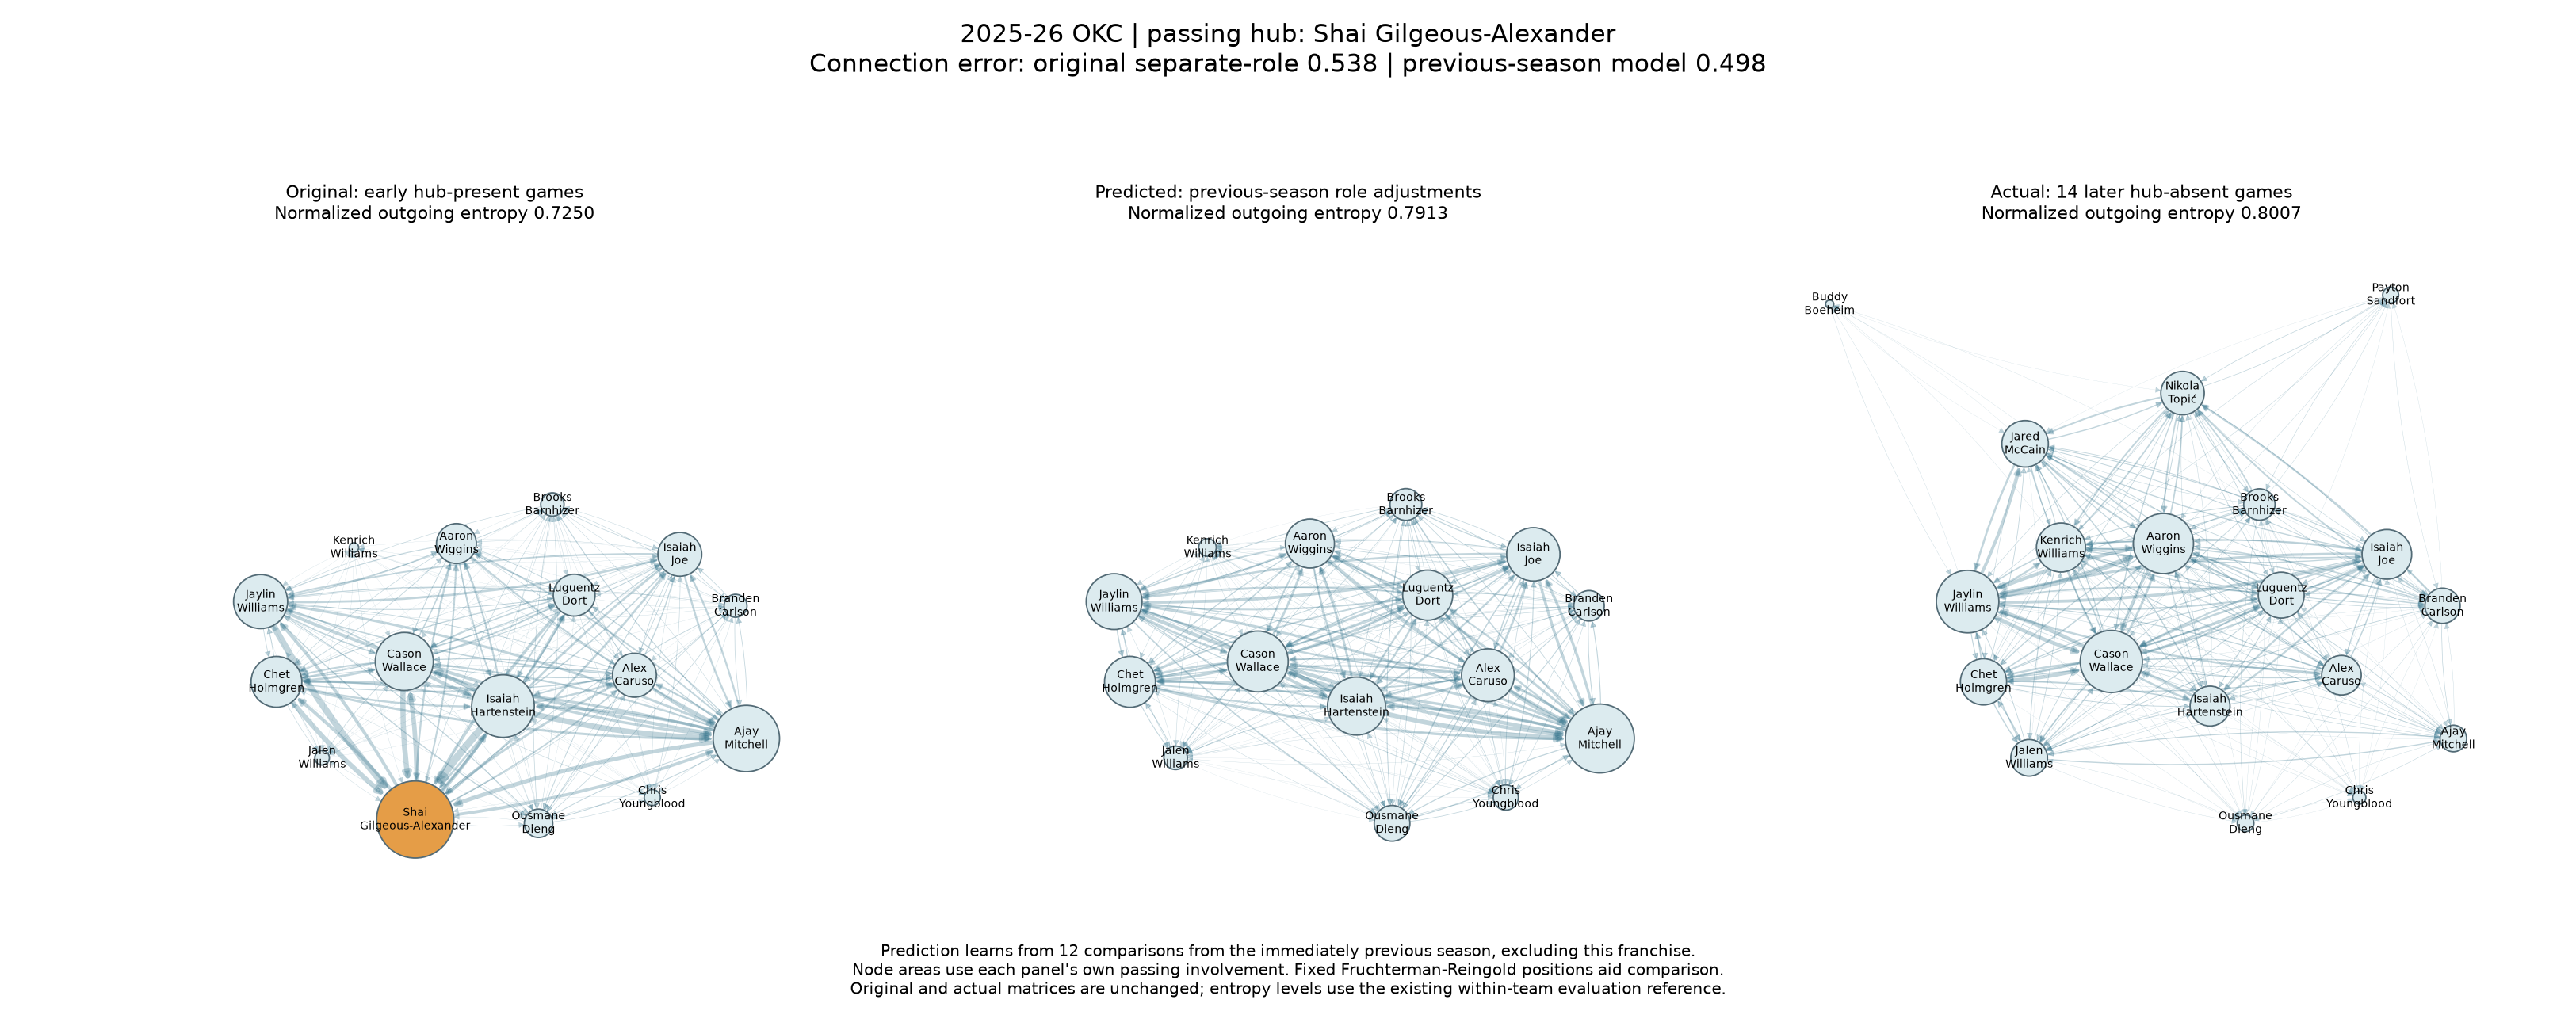 2025-26 OKC | passing hub: Shai Gilgeous-Alexander
Connection error: original separate-role 0.538 | previous-season model 0.498
Original: early hub-present games
Normalized outgoing entropy 0.7250
Brooks
Barnhizer
Kenrich
Williams
Aaron
Wiggins
Isaiah
Joe
Luguentz
Dort
Jaylin
Williams
Branden
Carlson
Cason
Wallace
Alex
Caruso
Chet
Holmgren
Isaiah
Hartenstein
Ajay
Mitchell
Jalen
Williams
Chris
Youngblood
Shai
Gilgeous-Alexander
Ousmane
Dieng
Predicted: previous-season role adjustments
Normalized outgoing entropy 0.7913
Brooks
Barnhizer
Kenrich
Williams
Aaron
Wiggins
Isaiah
Joe
Luguentz
Dort
Jaylin
Williams
Branden
Carlson
Cason
Wallace
Alex
Caruso
Chet
Holmgren
Isaiah
Hartenstein
Ajay
Mitchell
Jalen
Williams
Chris
Youngblood
Ousmane
Dieng
Actual: 14 later hub-absent games
Normalized outgoing entropy 0.8007
Buddy
Boeheim
Payton
Sandfort
Nikola
Topić
Jared
McCain
Brooks
Barnhizer
Kenrich
Williams
Aaron
Wiggins
Isaiah
Joe
Luguentz
Dort
Jaylin
Williams
Branden
Carlson
Cason
Wallace
Alex
Caruso
Chet
Holmgren
Isaiah
Hartenstein
Ajay
Mitchell
Jalen
Williams
Chris
Youngblood
Ousmane
Dieng
Prediction learns from 12 comparisons from the immediately previous season, excluding this franchise.
Node areas use each panel's own passing involvement. Fixed Fruchterman-Reingold positions aid comparison.
Original and actual matrices are unchanged; entropy levels use the existing within-team evaluation reference.